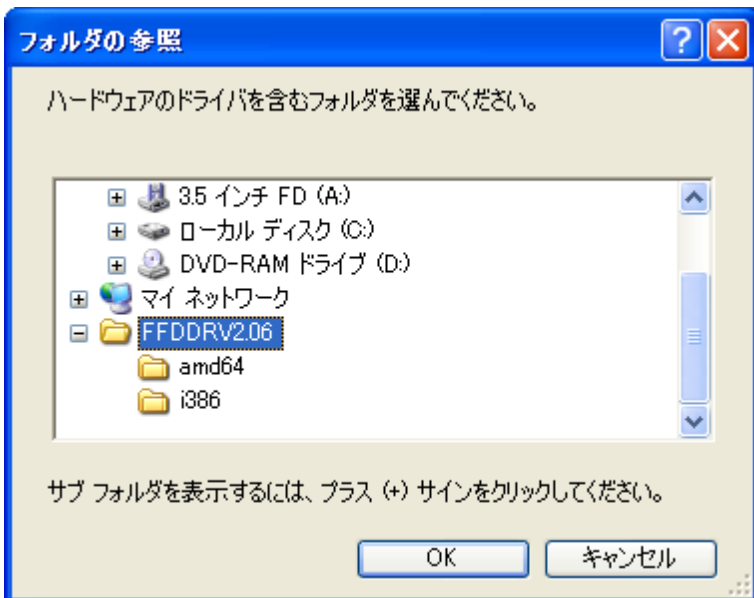 フォルダの参照
ハードウェアのドライバを含むフォルダを選んでください。
3.5 インチ FD (A:)
ローカル ディスク (C:)
DVD-RAM ドライブ (D:)
マイ ネットワーク
FFDDRV2.06
amd64
i386
サブ フォルダを表示するには、プラス (+) サインをクリックしてください。
OK キャンセル